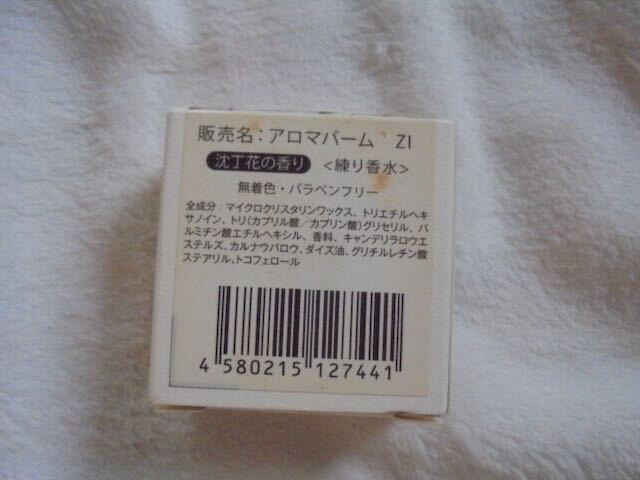 販売名：アロマバーム　ZI
沈丁花の香り ＜練り香水＞
無着色・パラベンフリー
全成分：マイクロクリスタリンワックス、トリエチルヘキ
サノイン、トリ(カプリル酸／カプリン酸)グリセリル、パ
ルミチン酸エチルヘキシル、香料、キャンデリラロウエ
ステルズ、カルナウバロウ、ダイズ油、グリチルレチン酸
ステアリル、トコフェロール
4 580215 127441